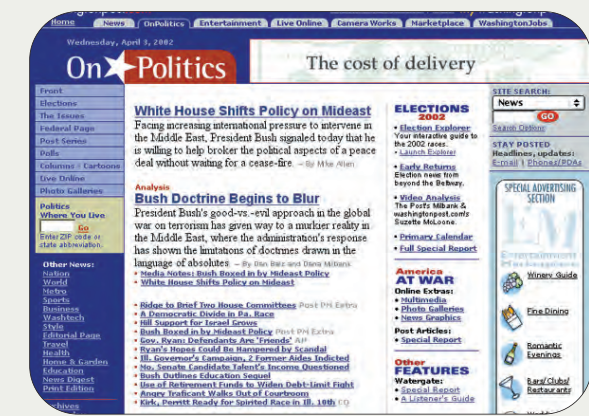 Home News OnPolitics Entertainment Live Online Camera Works Marketplace WashingtonJobs
Wednesday, April 3, 2002
On Politics
The cost of delivery
Front
Elections
The Issues
Federal Page
Post Series
Polls
Columns / Cartoons
Live Online
Photo Galleries
Politics
Where You Live
Go
Enter ZIP code or
state abbreviation.
Other News:
Nation
World
Metro
Sports
Business
Washtech
Style
Editorial Page
Travel
Health
Home & Garden
Education
News Digest
Print Edition
Archives
White House Shifts Policy on Mideast
Facing increasing international pressure to intervene in
the Middle East, President Bush signaled today that he
is willing to help broker the political aspects of a peace
deal without waiting for a cease-fire. – By Mike Allen
Analysis
Bush Doctrine Begins to Blur
President Bush's good-vs.-evil approach in the global
war on terrorism has given way to a murkier reality in
the Middle East, where the administration's response
has shown the limitations of doctrines drawn in the
language of absolutes. – By Dan Balz and Dana Milbank
• Media Notes: Bush Boxed in by Mideast Policy
• White House Shifts Policy on Mideast
• Ridge to Brief Two House Committees Post PM Extra
• A Democratic Divide in Pa. Race
• Hill Support for Israel Grows
• Bush Boxed in by Mideast Policy Post PM Extra
• Gov. Ryan: Defendants Are 'Friends' AP
• Ryan's Hopes Could Be Hampered by Scandal
• Ill. Governor's Campaign, 2 Former Aides Indicted
• No. Senate Candidate Talent's Income Questioned
• Bush Outlines Education Sequel
• Use of Retirement Funds to Widen Debt-Limit Fight
• Angry Traficant Walks Out of Courtroom
• Kirk, Perritt Ready for Spirited Race in Ill. 10th CQ
ELECTIONS
2002
• Election Explorer
Your interactive guide to
the 2002 races.
- Launch Explorer
• Early Returns
Election news from
beyond the Beltway.
• Video Analysis
The Post's Milbank &
washingtonpost.com's
Suzette McLoone.
• Primary Calendar
• Full Special Report
America
AT WAR
Online Extras:
• Multimedia
• Photo Galleries
• News Graphics
Post Articles:
• Special Report
Other
FEATURES
Watergate:
• Special Report
• A Listener's Guide
SITE SEARCH:
News
GO
Search Options
STAY POSTED
Headlines, updates:
E-mail | Phones/PDAs
SPECIAL ADVERTISING
SECTION
Entertainment
Winery Guide
Fine Dining
Romantic
Evenings
Bars/Clubs/
Restaurants